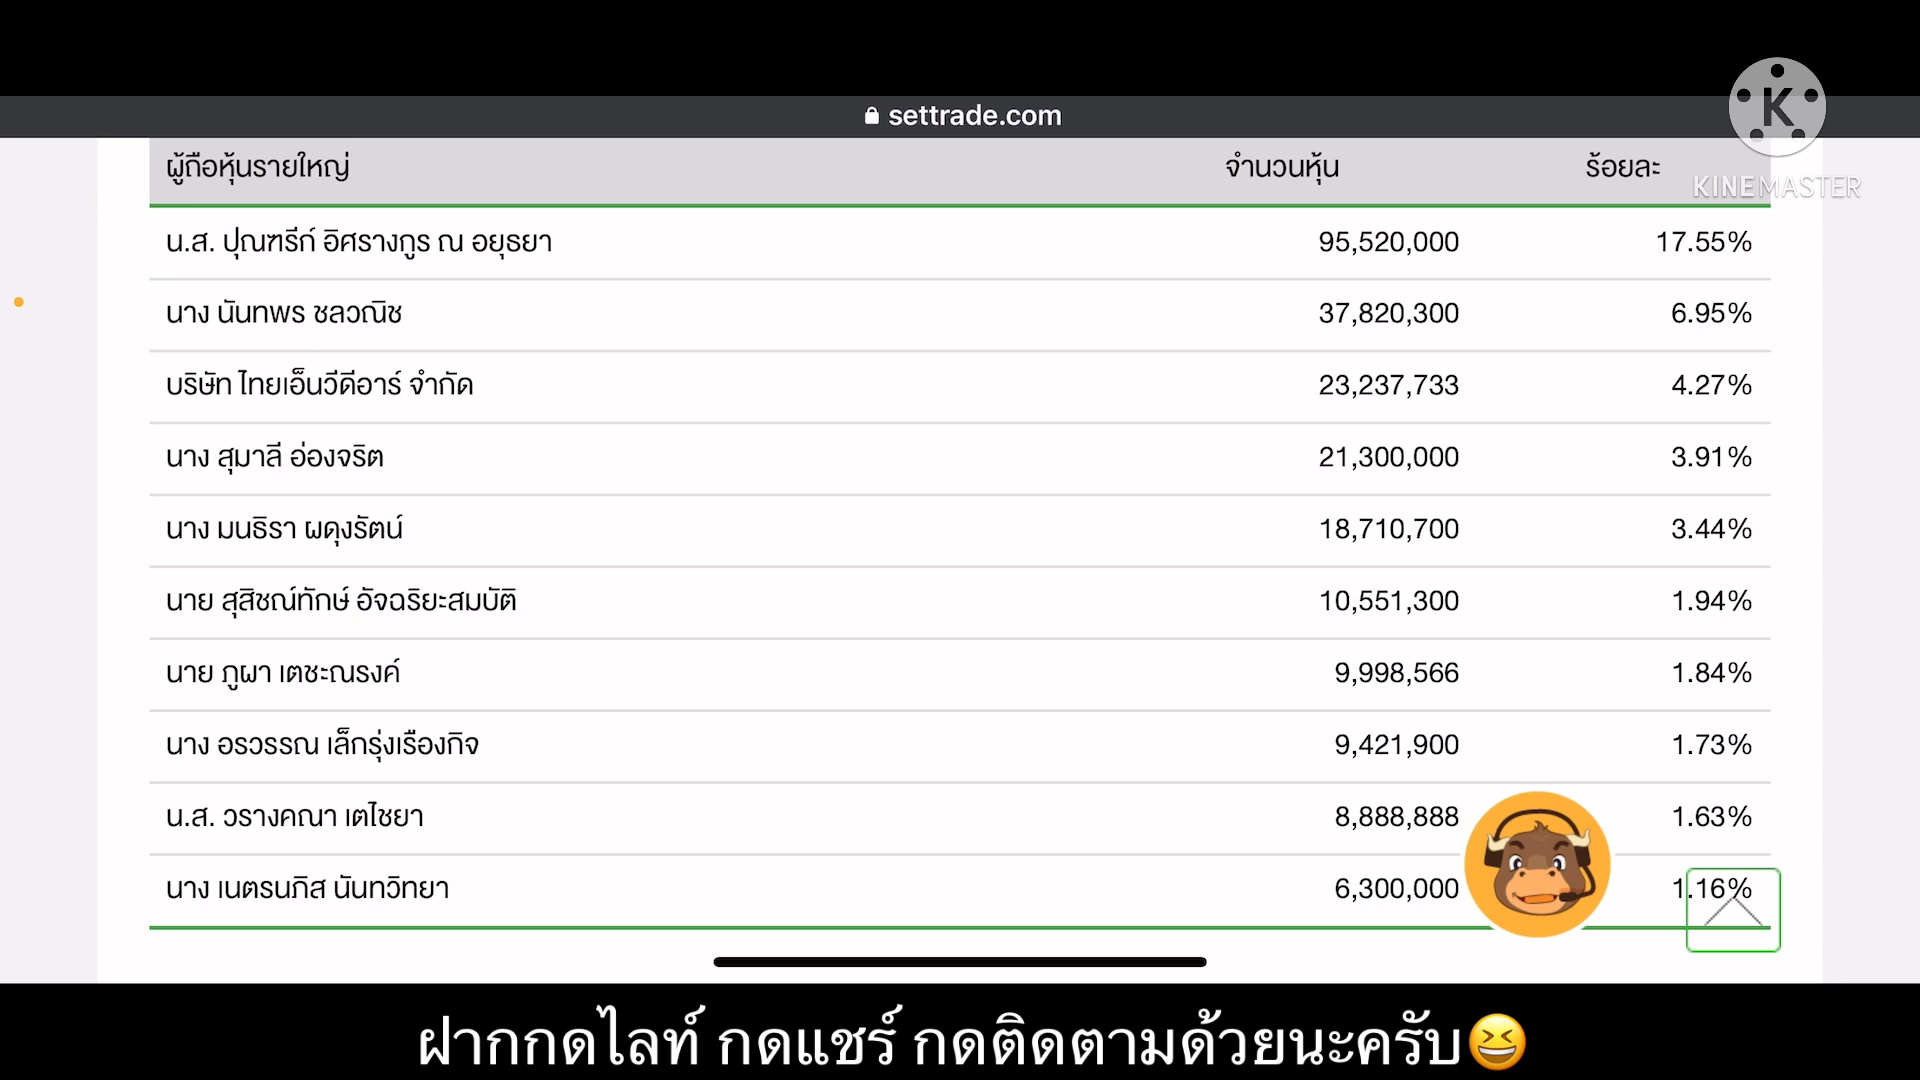 settrade.com
K
KINEMASTER
ผู้ถือหุ้นรายใหญ่ จำนวนหุ้น ร้อยละ
น.ส. ปุณฑรีก์ อิศรางกูร ณ อยุธยา 95,520,000 17.55%
นาง นันทพร ชลวณิช 37,820,300 6.95%
บริษัท ไทยเอ็นวีดีอาร์ จำกัด 23,237,733 4.27%
นาง สุมาลี อ่องจริต 21,300,000 3.91%
นาง มนธิรา ผดุงรัตน์ 18,710,700 3.44%
นาย สุสิชณ์ทักษ์ อัจฉริยะสมบัติ 10,551,300 1.94%
นาย ภูผา เตชะณรงค์ 9,998,566 1.84%
นาง อรวรรณ เล็กรุ่งเรืองกิจ 9,421,900 1.73%
น.ส. วรางคณา เตไชยา 8,888,888 1.63%
นาง เนตรนภิส นันทวิทยา 6,300,000 1.16%
ฝากกดไลท์ กดแชร์ กดติดตามด้วยนะครับ😆